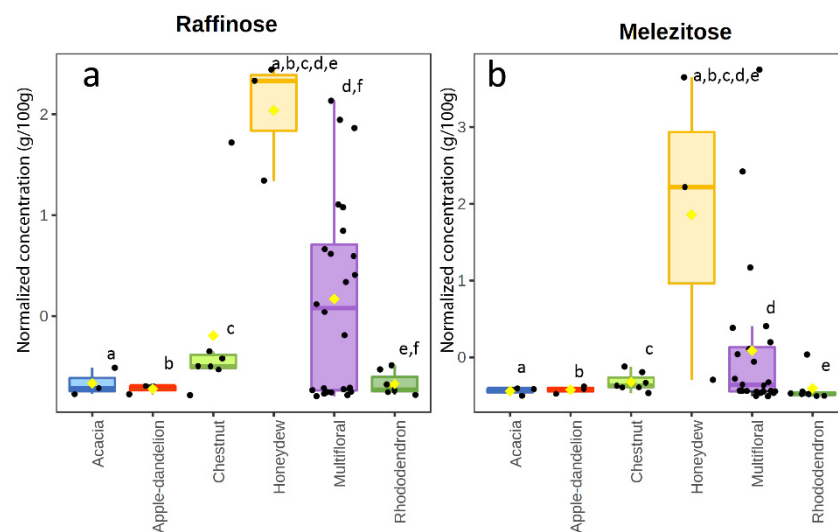 Raffinose
a
Normalized concentration (g/100g)
2
1
0
a
b
c
a,b,c,d,e
d,f
e,f
Acacia
Apple-dandelion
Chestnut
Honeydew
Multifloral
Rhododendron
Melezitose
b
Normalized concentration (g/100g)
3
2
1
0
a
b
c
a,b,c,d,e
d
e
Acacia
Apple-dandelion
Chestnut
Honeydew
Multifloral
Rhododendron